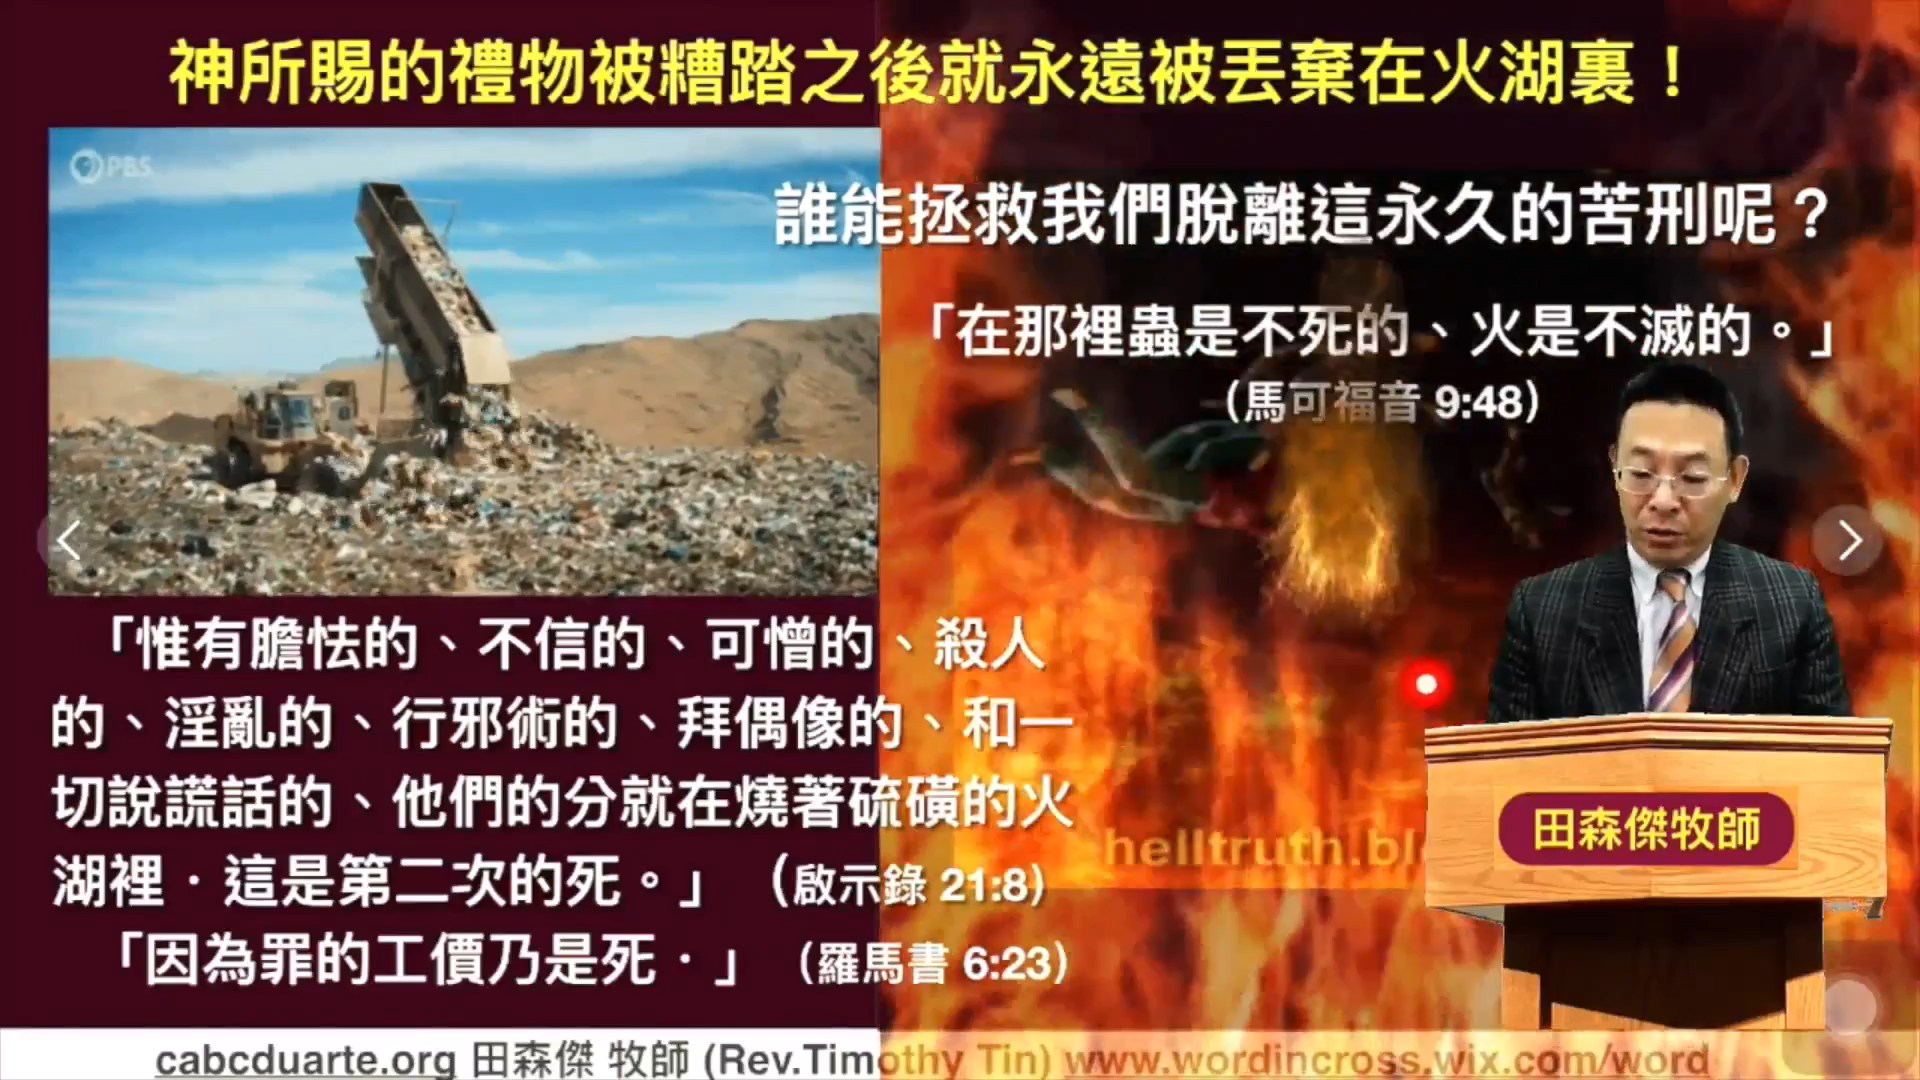 神所賜的禮物被糟踏之後就永遠被丟棄在火湖裏！
PBS
誰能拯救我們脫離這永久的苦刑呢？
「在那裡蟲是不死的、火是不滅的。」
（馬可福音 9:48）
「惟有膽怯的、不信的、可憎的、殺人
的、淫亂的、行邪術的、拜偶像的、和一
切說謊話的、他們的分就在燒著硫磺的火
湖裡．這是第二次的死。」（啟示錄 21:8）
「因為罪的工價乃是死．」（羅馬書 6:23）
helltruth.bl
田森傑牧師
cabcduarte.org 田森傑 牧師 (Rev.Timothy Tin) www.wordincross.wix.com/word